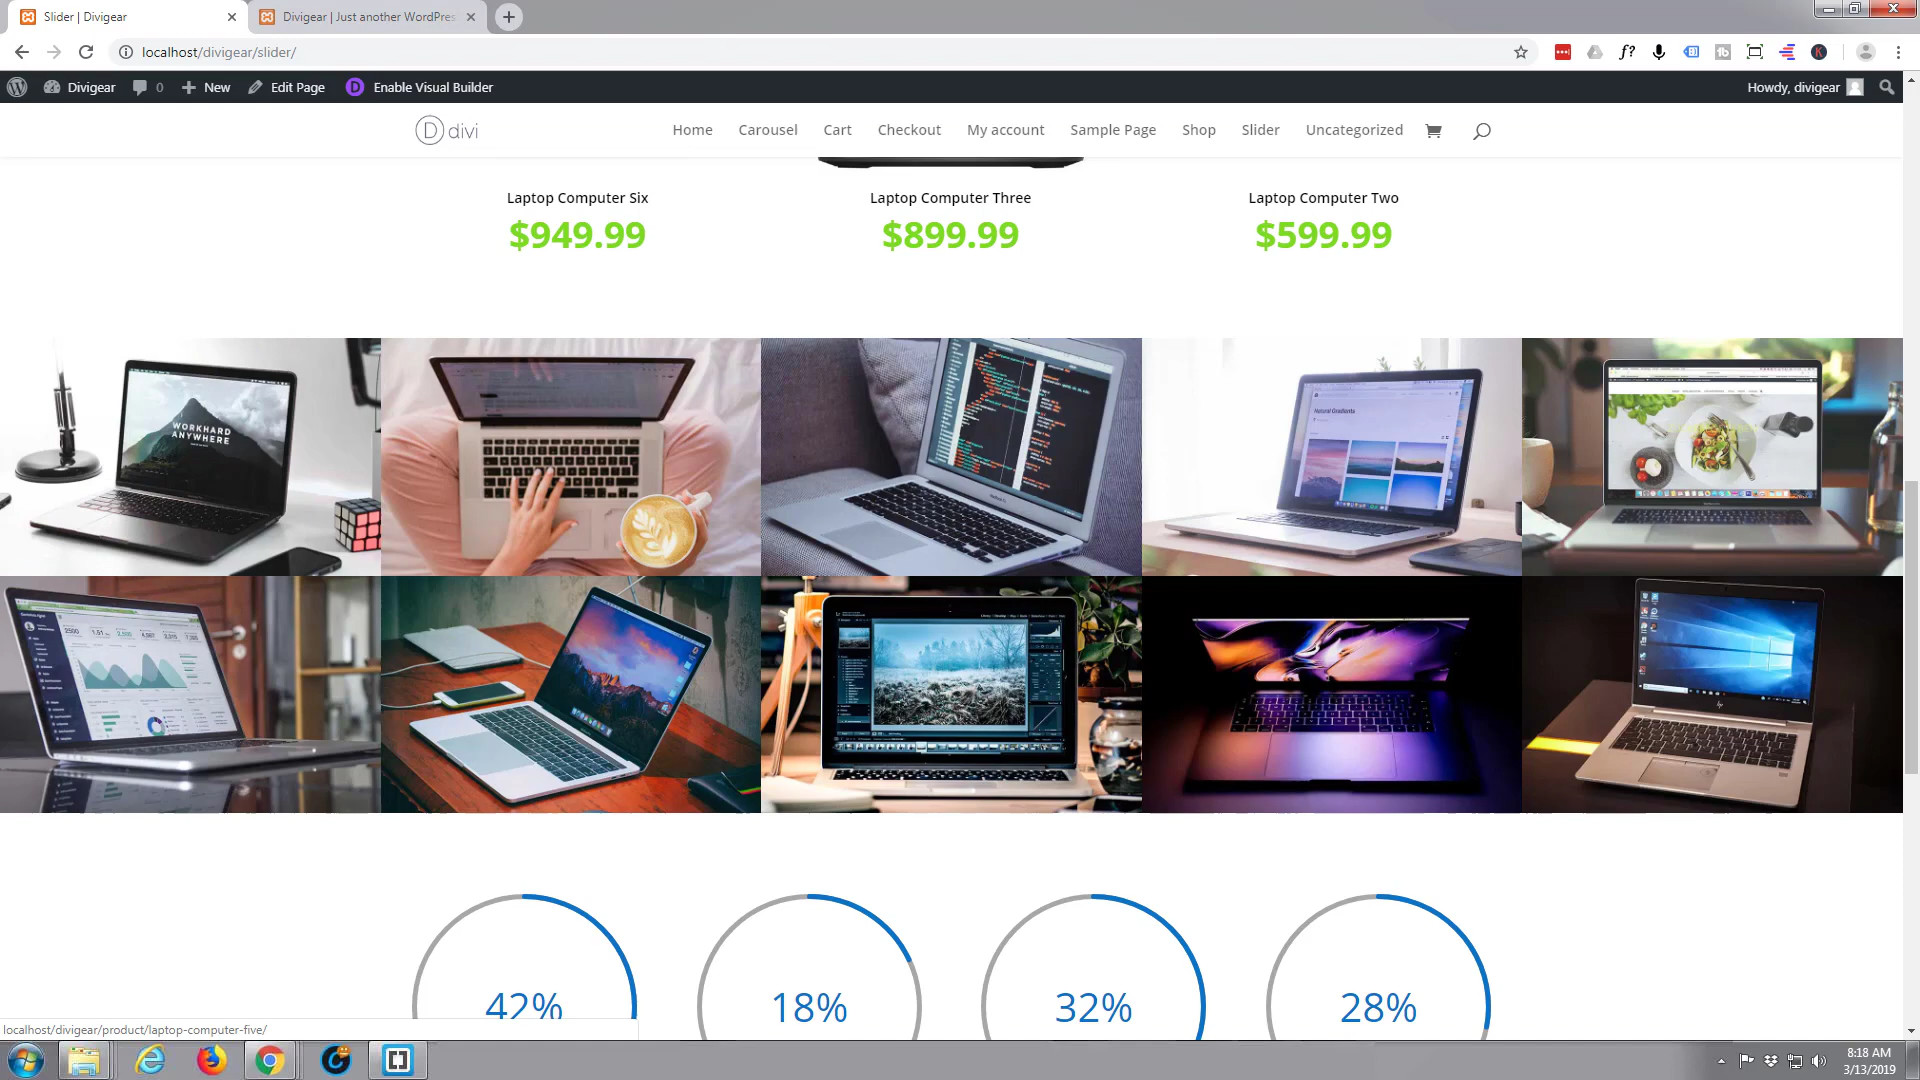 Slider | Divigear
Divigear | Just another WordPres
localhost/divigear/slider/
Divigear
0
New
Edit Page
Enable Visual Builder
Howdy, divigear
divi
Home
Carousel
Cart
Checkout
My account
Sample Page
Shop
Slider
Uncategorized
Laptop Computer Six
Laptop Computer Three
Laptop Computer Two
$949.99
$899.99
$599.99
WORKHARD
ANYWHERE
Natural Gradients
42%
18%
32%
28%
localhost/divigear/product/laptop-computer-five/
8:18 AM
3/13/2019